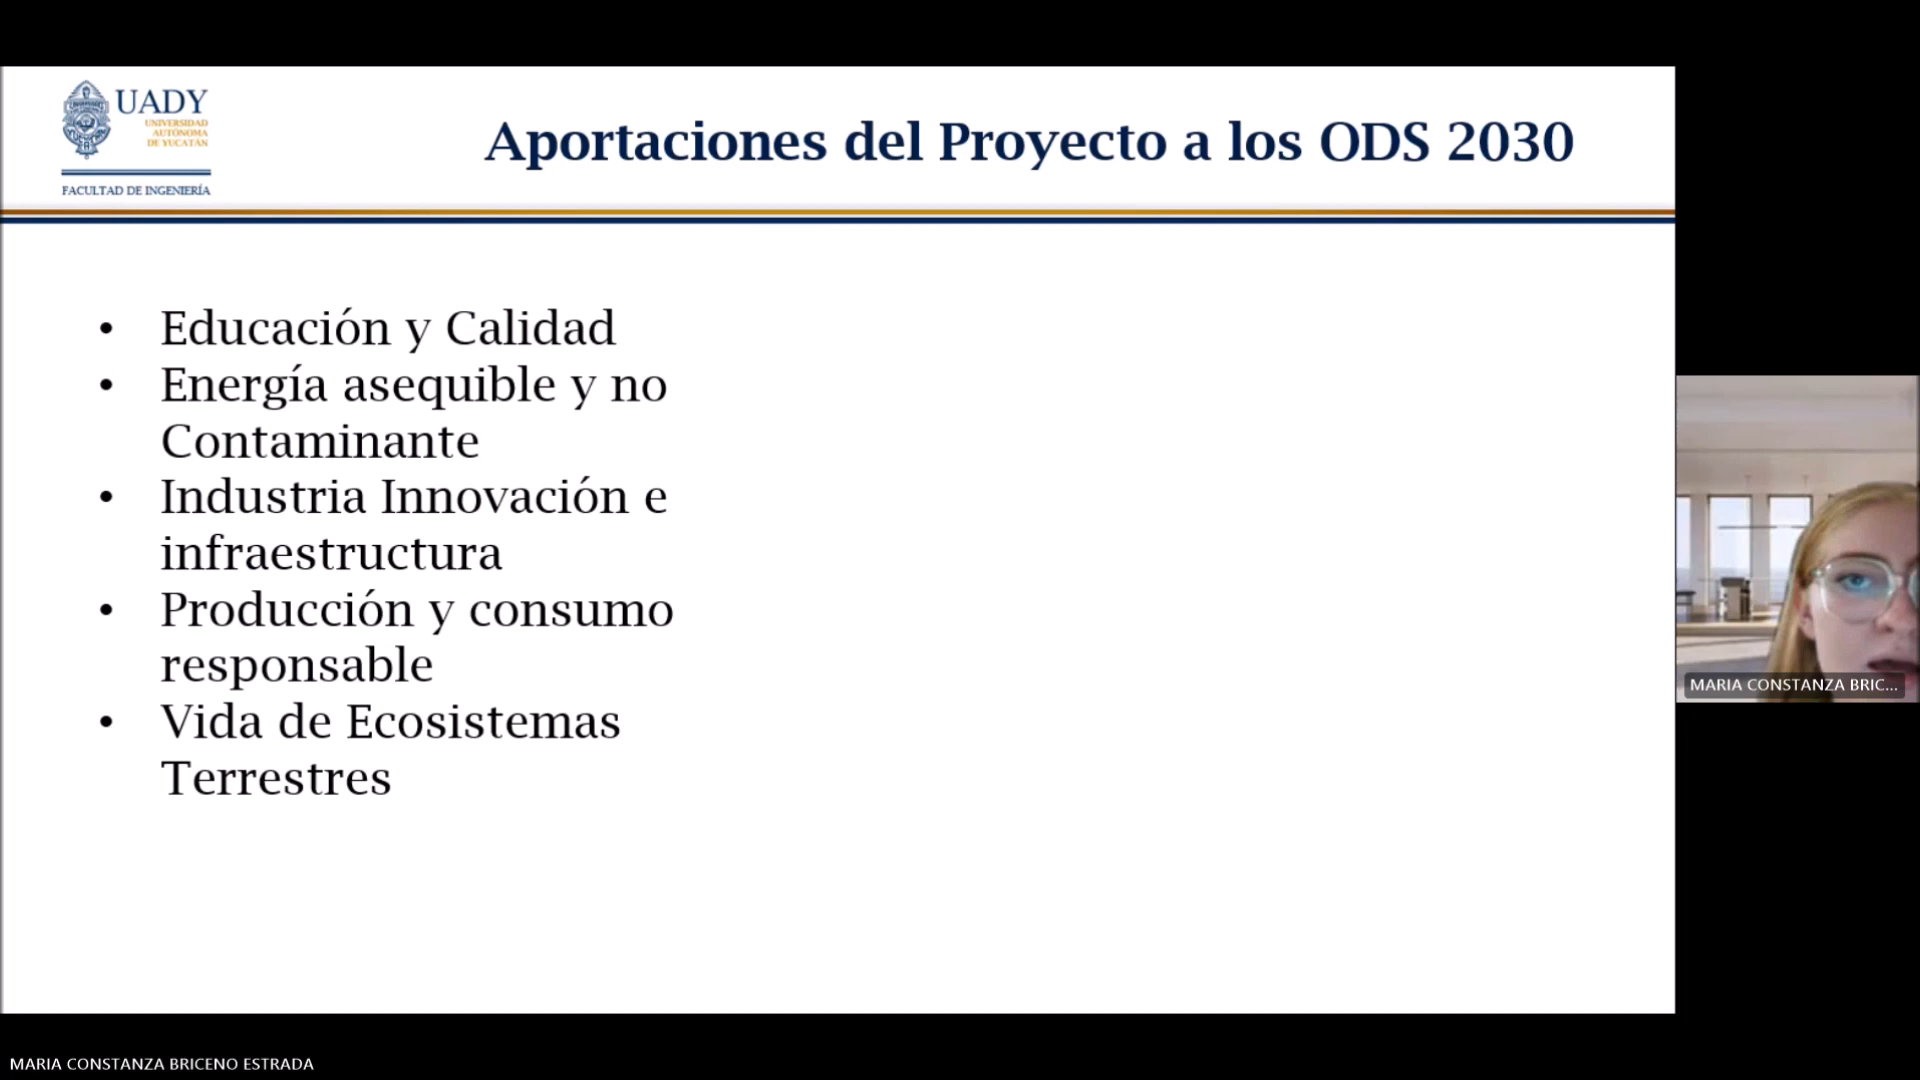 UADY
UNIVERSIDAD
AUTÓNOMA
DE YUCATÁN
FACULTAD DE INGENIERÍA
Aportaciones del Proyecto a los ODS 2030
• Educación y Calidad
• Energía asequible y no
Contaminante
• Industria Innovación e
infraestructura
• Producción y consumo
responsable
• Vida de Ecosistemas
Terrestres
MARIA CONSTANZA BRIC...
MARIA CONSTANZA BRICENO ESTRADA